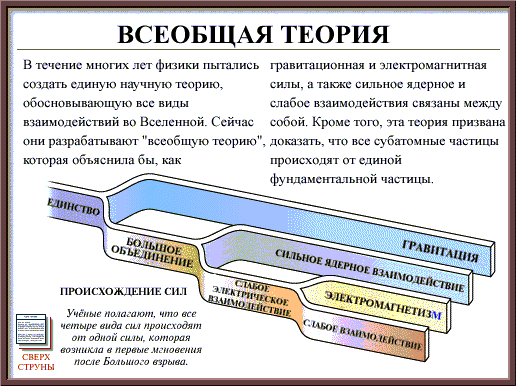 ВСЕОБЩАЯ ТЕОРИЯ
В течение многих лет физики пытались
создать единую научную теорию,
обосновывающую все виды
взаимодействий во Вселенной. Сейчас
они разрабатывают "всеобщую теорию",
которая объяснила бы, как
гравитационная и электромагнитная
силы, а также сильное ядерное и
слабое взаимодействия связаны между
собой. Кроме того, эта теория призвана
доказать, что все субатомные частицы
происходят от единой
фундаментальной частицы.
ЕДИНСТВО
БОЛЬШОЕ
ОБЪЕДИНЕНИЕ
ГРАВИТАЦИЯ
СИЛЬНОЕ ЯДЕРНОЕ ВЗАИМОДЕЙСТВИЕ
СЛАБОЕ
ЭЛЕКТРИЧЕСКОЕ
ВЗАИМОДЕЙСТВИЕ
ЭЛЕКТРОМАГНЕТИЗМ
СЛАБОЕ ВЗАИМОДЕЙСТВИЕ
ПРОИСХОЖДЕНИЕ СИЛ
Учёные полагают, что все
четыре вида сил происходят
от одной силы, которая
возникла в первые мгновения
после Большого взрыва.
СВЕРХ
СТРУНЫ